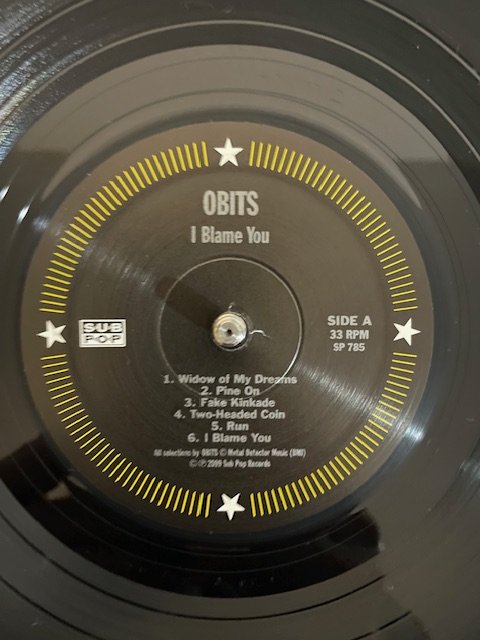 OBITS
I Blame You
SUB
POP
SIDE A
33 RPM
SP 785
1. Widow of My Dreams
2. Pine On
3. Fake Kinkade
4. Two-Headed Coin
5. Run
6. I Blame You
All selections by OBITS © Metal Detector Music (BMI)
©℗ 2009 Sub Pop Records